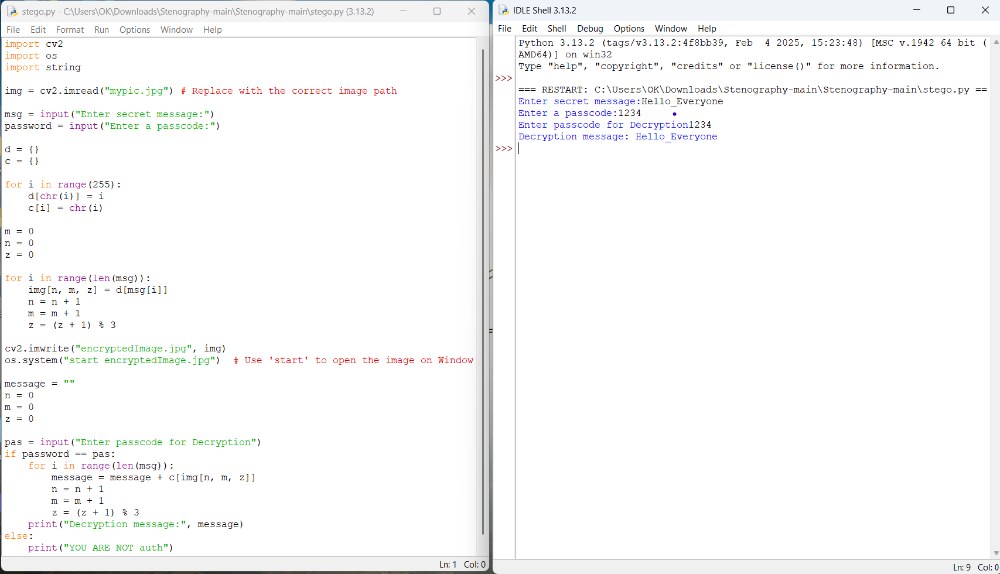 stego.py - C:\Users\OK\Downloads\Stenography-main\Stenography-main\stego.py (3.13.2)
File Edit Format Run Options Window Help
import cv2
import os
import string
img = cv2.imread("mypic.jpg") # Replace with the correct image path
msg = input("Enter secret message:")
password = input("Enter a passcode:")
d = {}
c = {}
for i in range(255):
    d[chr(i)] = i
    c[i] = chr(i)
m = 0
n = 0
z = 0
for i in range(len(msg)):
    img[n, m, z] = d[msg[i]]
    n = n + 1
    m = m + 1
    z = (z + 1) % 3
cv2.imwrite("encryptedImage.jpg", img)
os.system("start encryptedImage.jpg")  # Use 'start' to open the image on Window
message = ""
n = 0
m = 0
z = 0
pas = input("Enter passcode for Decryption")
if password == pas:
    for i in range(len(msg)):
        message = message + c[img[n, m, z]]
        n = n + 1
        m = m + 1
        z = (z + 1) % 3
    print("Decryption message:", message)
else:
    print("YOU ARE NOT auth")
Ln: 1 Col: 0
IDLE Shell 3.13.2
File Edit Shell Debug Options Window Help
Python 3.13.2 (tags/v3.13.2:4f8bb39, Feb  4 2025, 15:23:48) [MSC v.1942 64 bit (
AMD64)] on win32
Type "help", "copyright", "credits" or "license()" for more information.
>>>
=== RESTART: C:\Users\OK\Downloads\Stenography-main\Stenography-main\stego.py ==
Enter secret message:Hello_Everyone
Enter a passcode:1234
Enter passcode for Decryption1234
Decryption message: Hello_Everyone
>>>
Ln: 9 Col: 0